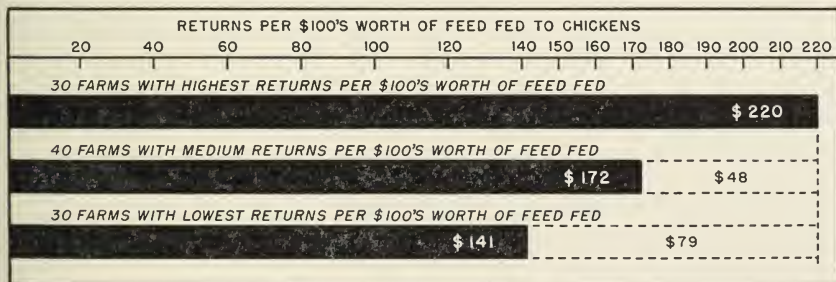 RETURNS PER $100'S WORTH OF FEED FED TO CHICKENS
20 40 60 80 100 120 140 150 160 170 180 190 200 210 220
30 FARMS WITH HIGHEST RETURNS PER $100'S WORTH OF FEED FED
$220
40 FARMS WITH MEDIUM RETURNS PER $100'S WORTH OF FEED FED
$172 $48
30 FARMS WITH LOWEST RETURNS PER $100'S WORTH OF FEED FED
$141 $79